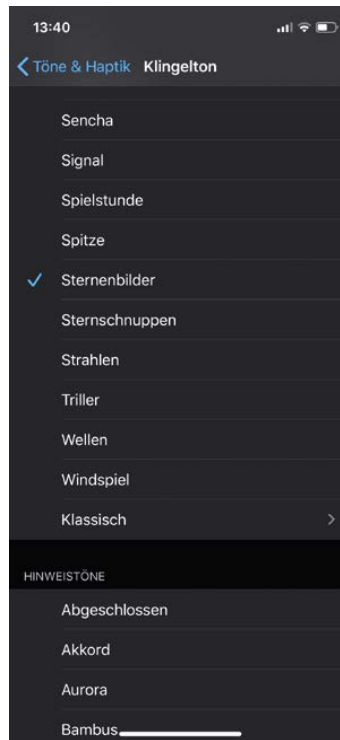 13:40
Töne & Haptik Klingelton
Sencha
Signal
Spielstunde
Spitze
Sternenbilder
Sternschnuppen
Strahlen
Triller
Wellen
Windspiel
Klassisch
HINWEISTÖNE
Abgeschlossen
Akkord
Aurora
Bambus